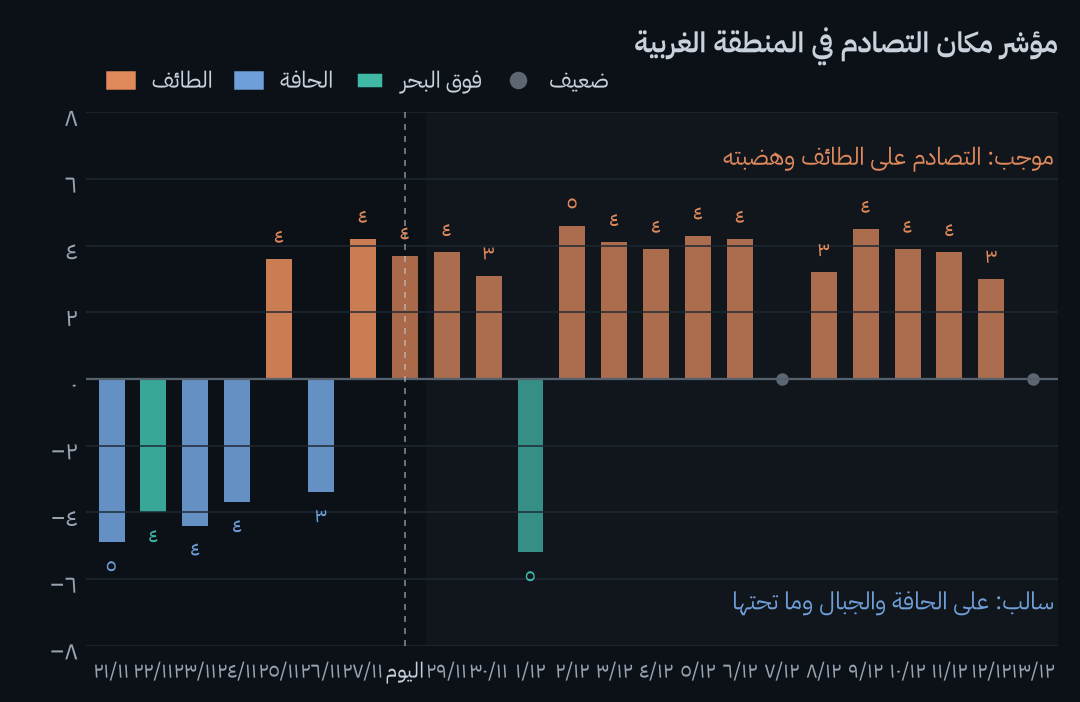 مؤشر مكان التصادم في المنطقة الغربية
ضعيف فوق البحر الحافة الطائف
٨
موجب: التصادم على الطائف وهضبته
٦
٤
٢
٠
−٢
−٤
−٦
−٨
٥ ٤ ٤ ٤ ٤ ٣ ٤ ٤ ٤ ٣ ٥ ٥ ٤ ٤ ٤ ٤ ٣ ٤ ٤ ٤ ٣
سالب: على الحافة والجبال وما تحتها
٢١/١١ ٢٢/١١ ٢٣/١١ ٢٤/١١ ٢٥/١١ ٢٦/١١ ٢٧/١١ اليوم ٢٩/١١ ٣٠/١١ ١/١٢ ٢/١٢ ٣/١٢ ٤/١٢ ٥/١٢ ٦/١٢ ٧/١٢ ٨/١٢ ٩/١٢ ١٠/١٢ ١١/١٢ ١٢/١٢ ١٣/١٢